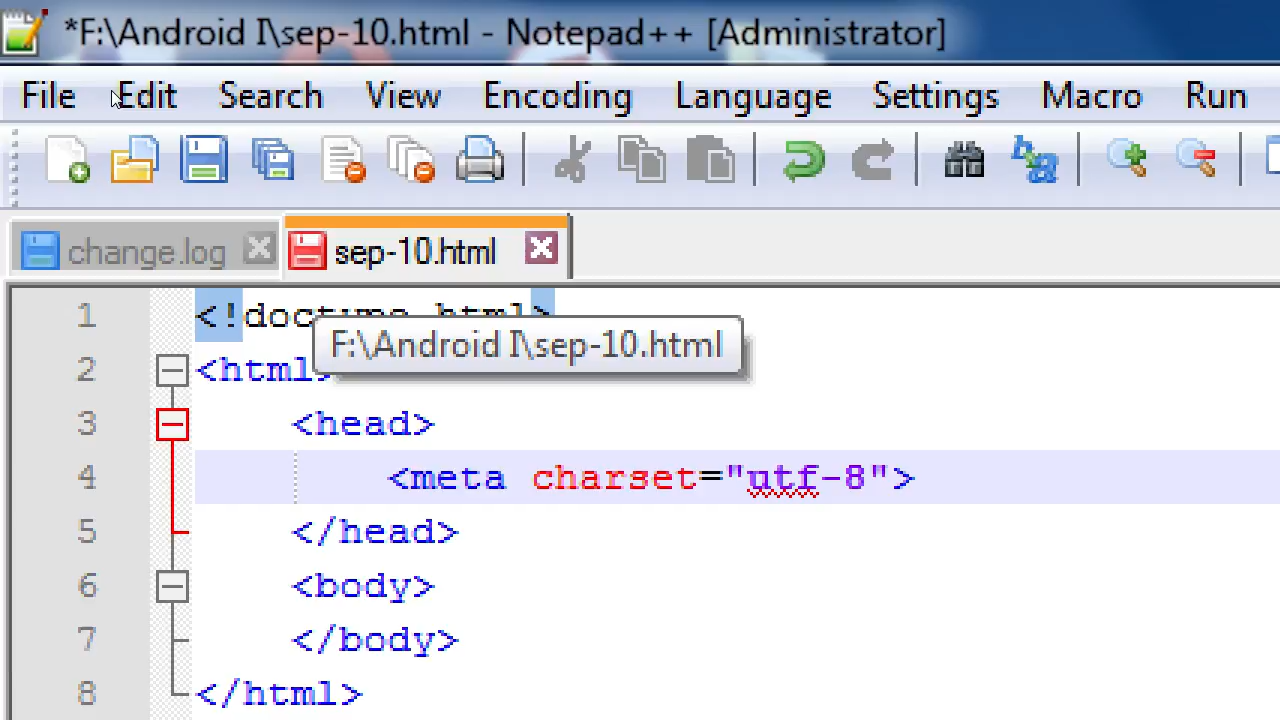 *F:\Android I\sep-10.html - Notepad++ [Administrator]
File Edit Search View Encoding Language Settings Macro Run
change.log sep-10.html
1 <!doctype html>
F:\Android I\sep-10.html
2 <html>
3 <head>
4 <meta charset="utf-8">
5 </head>
6 <body>
7 </body>
8 </html>